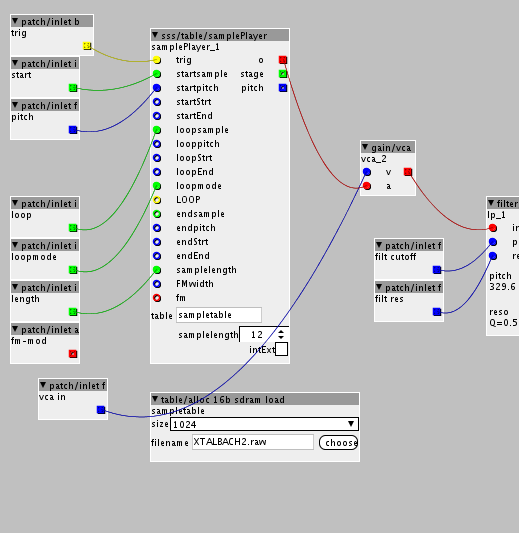 ▼ patch/inlet b
trig
▼ patch/inlet i
start
▼ patch/inlet f
pitch
▼ patch/inlet i
loop
▼ patch/inlet i
loopmode
▼ patch/inlet i
length
▼ patch/inlet a
fm-mod
▼ patch/inlet f
vca in
▼ sss/table/samplePlayer
samplePlayer_1
trig o
startsample stage
startpitch pitch
startStrt
startEnd
loopsample
looppitch
loopStrt
loopEnd
loopmode
LOOP
endsample
endpitch
endStrt
endEnd
samplelength
FMwidth
fm
table sampletable
samplelength 12
intExt
▼ table/alloc 16b sdram load
sampletable
size 1024 ▼
filename XTALBACH2.raw choose
▼ gain/vca
vca_2
v
a
▼ patch/inlet f
filt cutoff
▼ patch/inlet f
filt res
▼ filter
lp_1
in
p
re
pitch
329.6
reso
Q=0.5